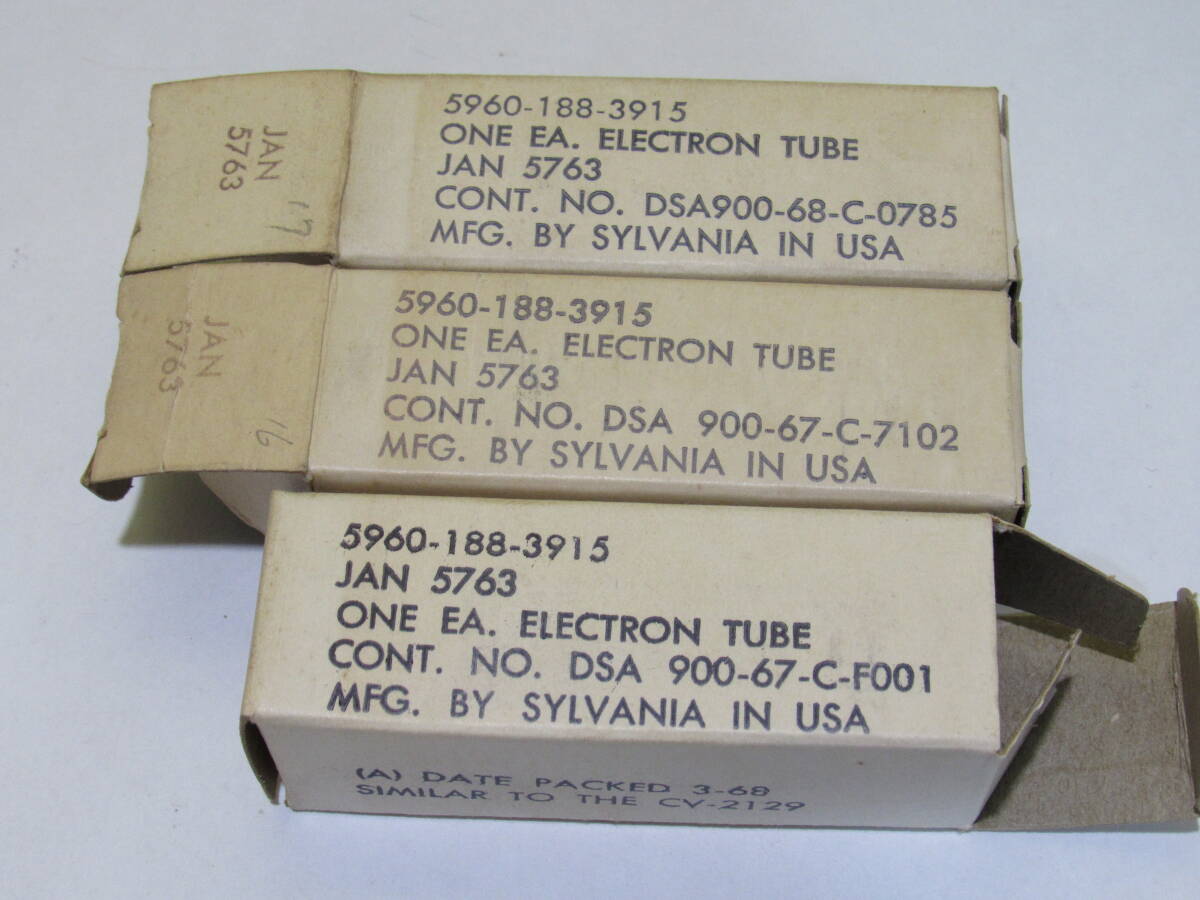 JAN
5763
17
5960-188-3915
ONE EA. ELECTRON TUBE
JAN 5763
CONT. NO. DSA900-68-C-0785
MFG. BY SYLVANIA IN USA
JAN
5763
16
5960-188-3915
ONE EA. ELECTRON TUBE
JAN 5763
CONT. NO. DSA 900-67-C-7102
MFG. BY SYLVANIA IN USA
5960-188-3915
JAN 5763
ONE EA. ELECTRON TUBE
CONT. NO. DSA 900-67-C-F001
MFG. BY SYLVANIA IN USA
(A) DATE PACKED 3-68
SIMILAR TO THE CV-2129